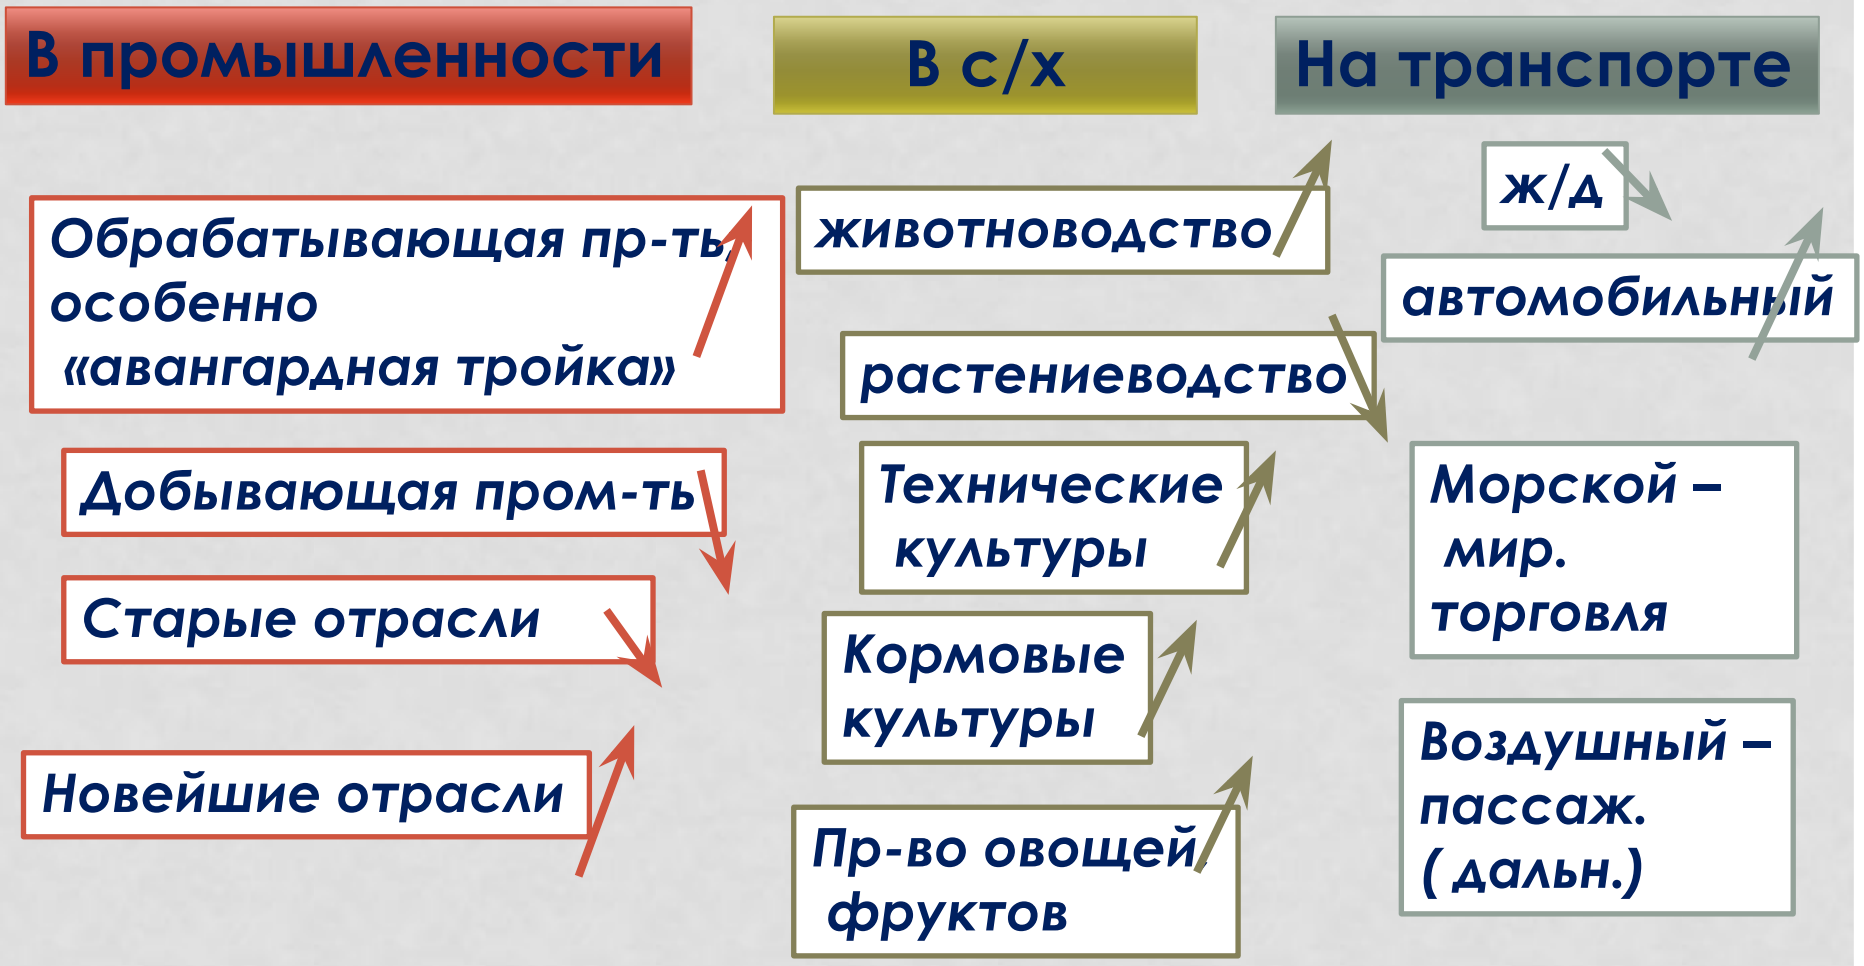 В промышленности
Обрабатывающая пр-ть,
особенно
«авангардная тройка»
Добывающая пром-ть
Старые отрасли
Новейшие отрасли
В с/х
животноводство
растениеводство
Технические
культуры
Кормовые
культуры
Пр-во овощей,
фруктов
На транспорте
ж/д
автомобильный
Морской –
мир.
торговля
Воздушный –
пассаж.
( дальн.)